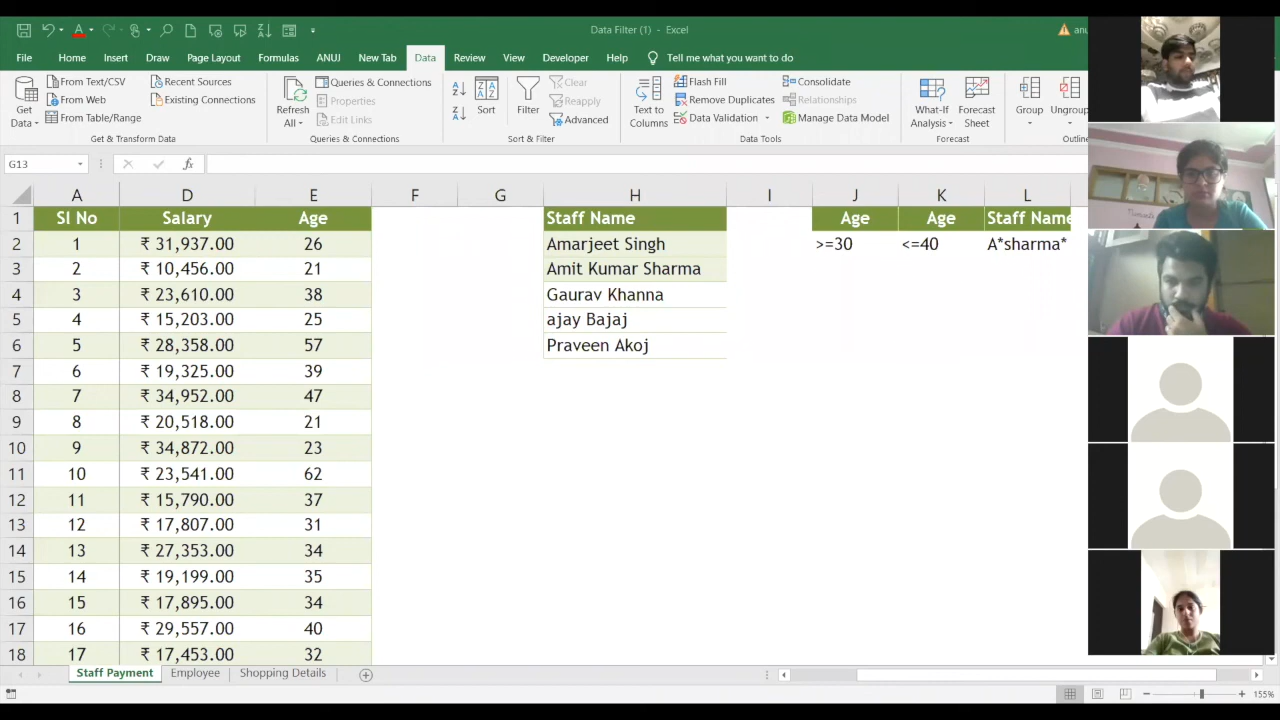 Data Filter (1) - Excel
File Home Insert Draw Page Layout Formulas ANUJ New Tab Data Review View Developer Help Tell me what you want to do
Get Data
From Text/CSV
From Web
From Table/Range
Recent Sources
Existing Connections
Get & Transform Data
Refresh All
Queries & Connections
Properties
Edit Links
Queries & Connections
Sort
Filter
Clear
Reapply
Advanced
Sort & Filter
Text to Columns
Flash Fill
Remove Duplicates
Data Validation
Consolidate
Relationships
Manage Data Model
Data Tools
What-If Analysis
Forecast Sheet
Forecast
Group
G13
A D E F G H I J K L
1 Sl No Salary Age Staff Name Age Age Staff Name
2 1 ₹ 31,937.00 26 Amarjeet Singh >=30 <=40 A*sharma*
3 2 ₹ 10,456.00 21 Amit Kumar Sharma
4 3 ₹ 23,610.00 38 Gaurav Khanna
5 4 ₹ 15,203.00 25 ajay Bajaj
6 5 ₹ 28,358.00 57 Praveen Akoj
7 6 ₹ 19,325.00 39
8 7 ₹ 34,952.00 47
9 8 ₹ 20,518.00 21
10 9 ₹ 34,872.00 23
11 10 ₹ 23,541.00 62
12 11 ₹ 15,790.00 37
13 12 ₹ 17,807.00 31
14 13 ₹ 27,353.00 34
15 14 ₹ 19,199.00 35
16 15 ₹ 17,895.00 34
17 16 ₹ 29,557.00 40
18 17 ₹ 17,453.00 32
Staff Payment Employee Shopping Details
155%